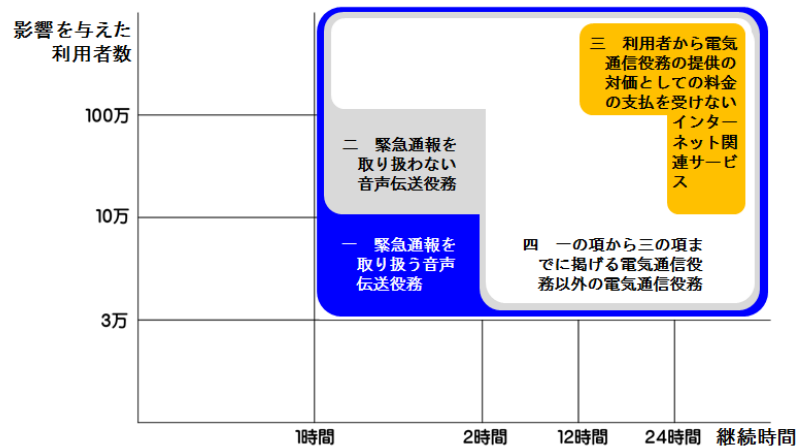 影響を与えた
利用者数
三 利用者から電気
通信役務の提供の
対価としての料金
の支払を受けない
インター
ネット関
連サービ
ス
100万
二 緊急通報を
取り扱わない
音声伝送役務
10万
一 緊急通報を
取り扱う音声
伝送役務
四 一の項から三の項ま
でに掲げる電気通信役
務以外の電気通信役務
3万
1時間
2時間
12時間
24時間
継続時間